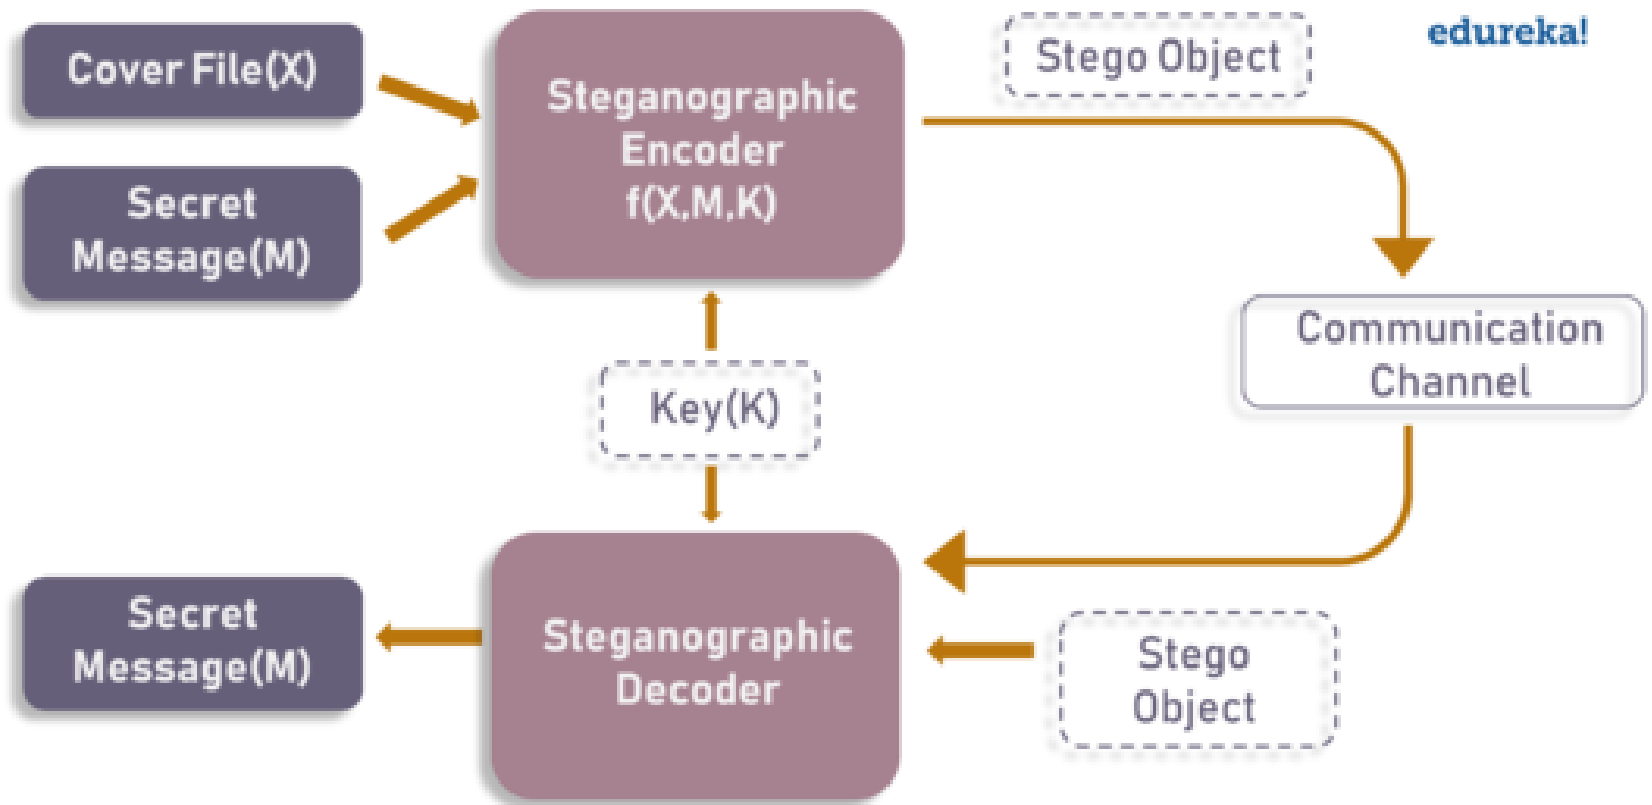 Cover File(X)
Steganographic
Encoder
f(X,M,K)
Stego Object
edureka!
Secret
Message(M)
Communication
Channel
Key(K)
Secret
Message(M)
Steganographic
Decoder
Stego
Object